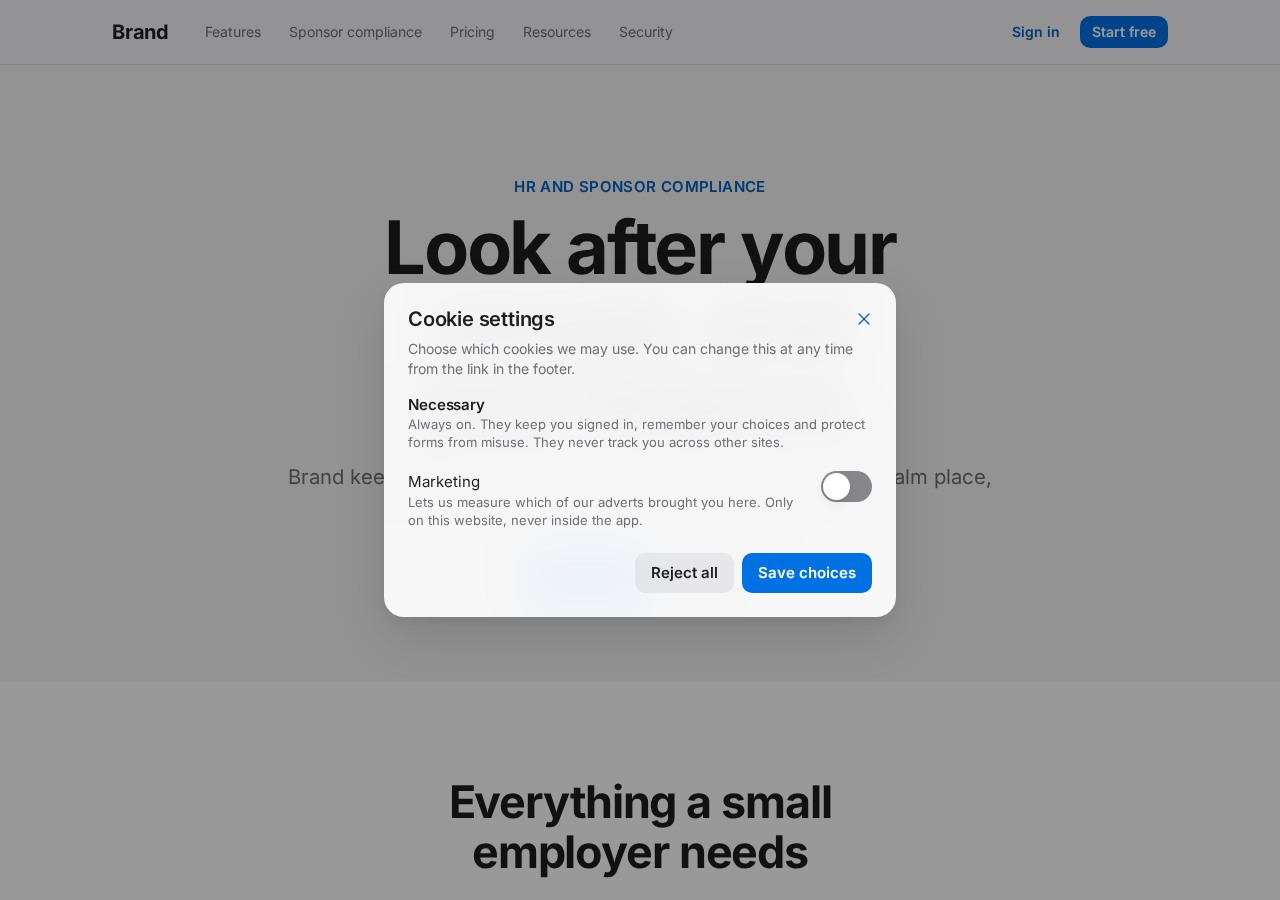 Brand
Features
Sponsor compliance
Pricing
Resources
Security
Sign in
Start free
HR AND SPONSOR COMPLIANCE
Look after your
Cookie settings
Choose which cookies we may use. You can change this at any time
from the link in the footer.
Necessary
Always on. They keep you signed in, remember your choices and protect
forms from misuse. They never track you across other sites.
Brand
alm place,
Marketing
Lets us measure which of our adverts brought you here. Only
on this website, never inside the app.
Reject all
Save choices
Everything a small
employer needs